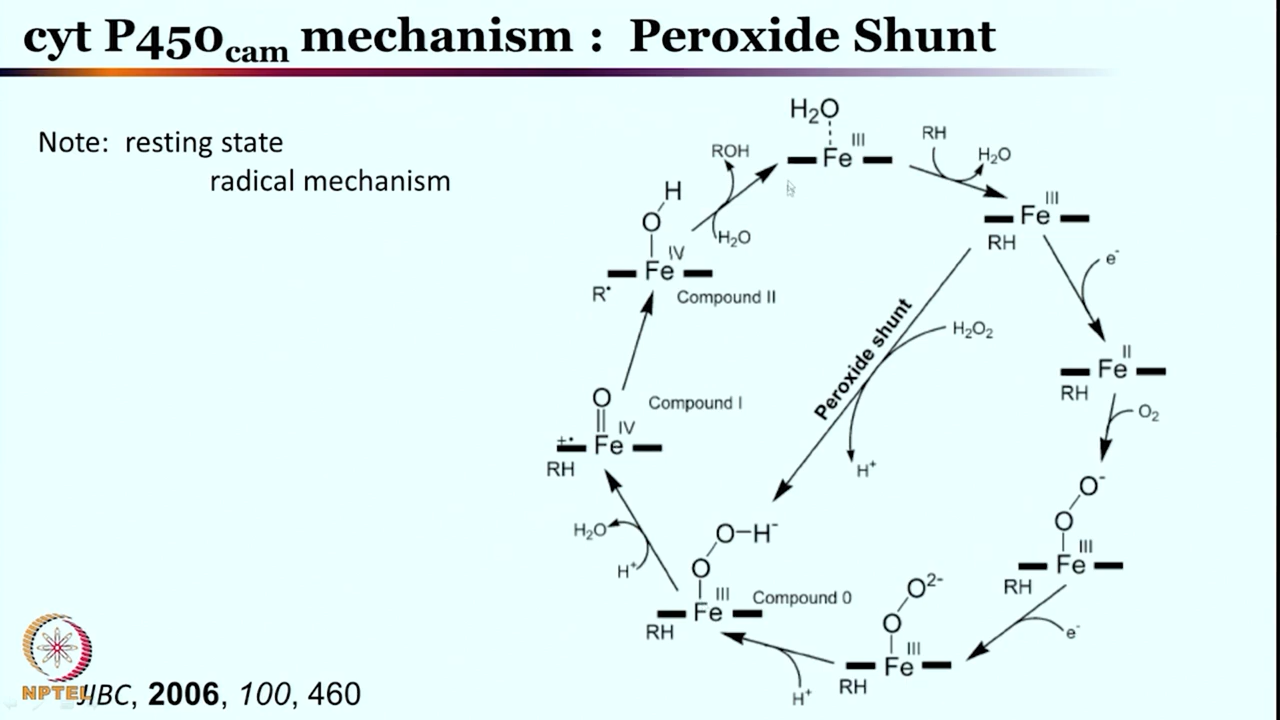 cyt P450cam mechanism : Peroxide Shunt
Note: resting state
radical mechanism
H₂O
III
Fe
RH
H₂O
III
Fe
RH
e⁻
II
Fe
RH
O₂
O⁻
O
III
Fe
RH
e⁻
O²⁻
O
III
Fe
RH
H⁺
Peroxide shunt
H₂O₂
H⁺
O–H⁻
O
III
Fe
RH
Compound 0
H₂O
H⁺
O
IV
+• Fe
RH
Compound I
H
O
IV
Fe
R•
Compound II
ROH
H₂O
NPTEL
JIBC, 2006, 100, 460